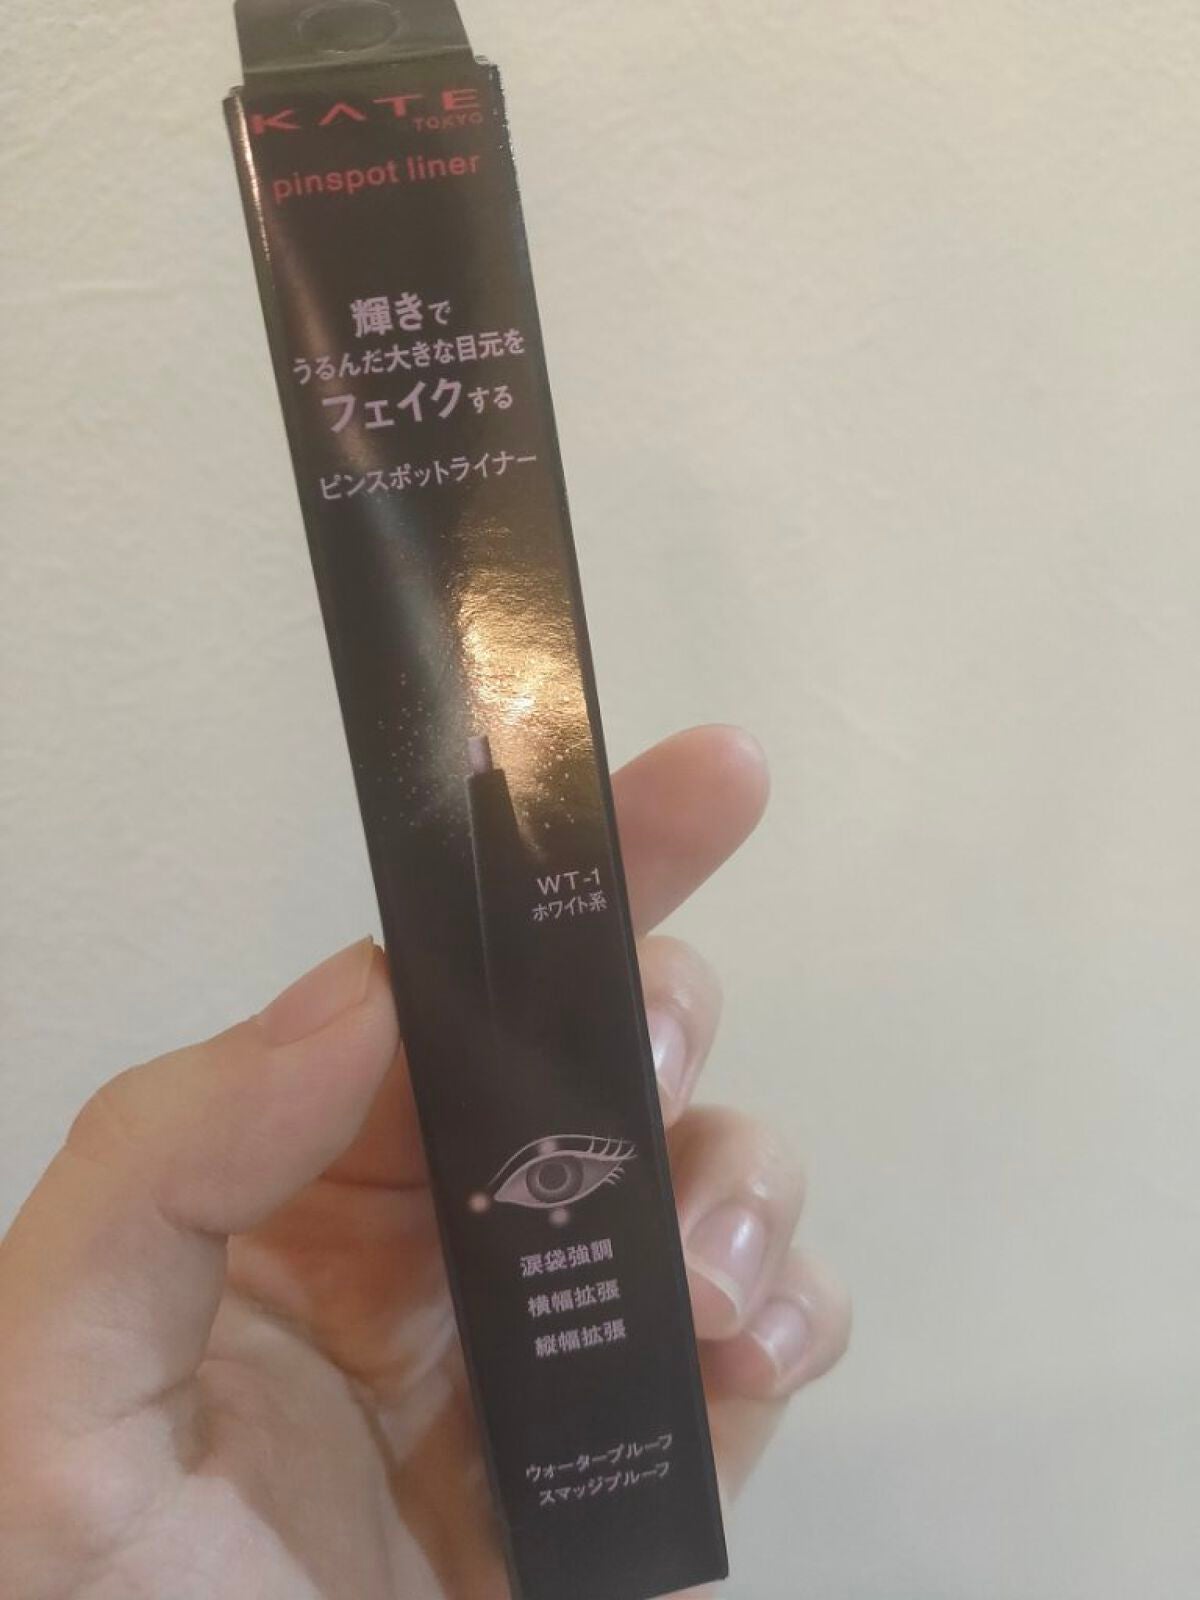 KATE
TOKYO
pinspot liner
輝きで
うるんだ大きな目元を
フェイクする
ピンスポットライナー
WT-1
ホワイト系
涙袋強調
横幅拡張
縦幅拡張
ウォータープルーフ
スマッジプルーフ